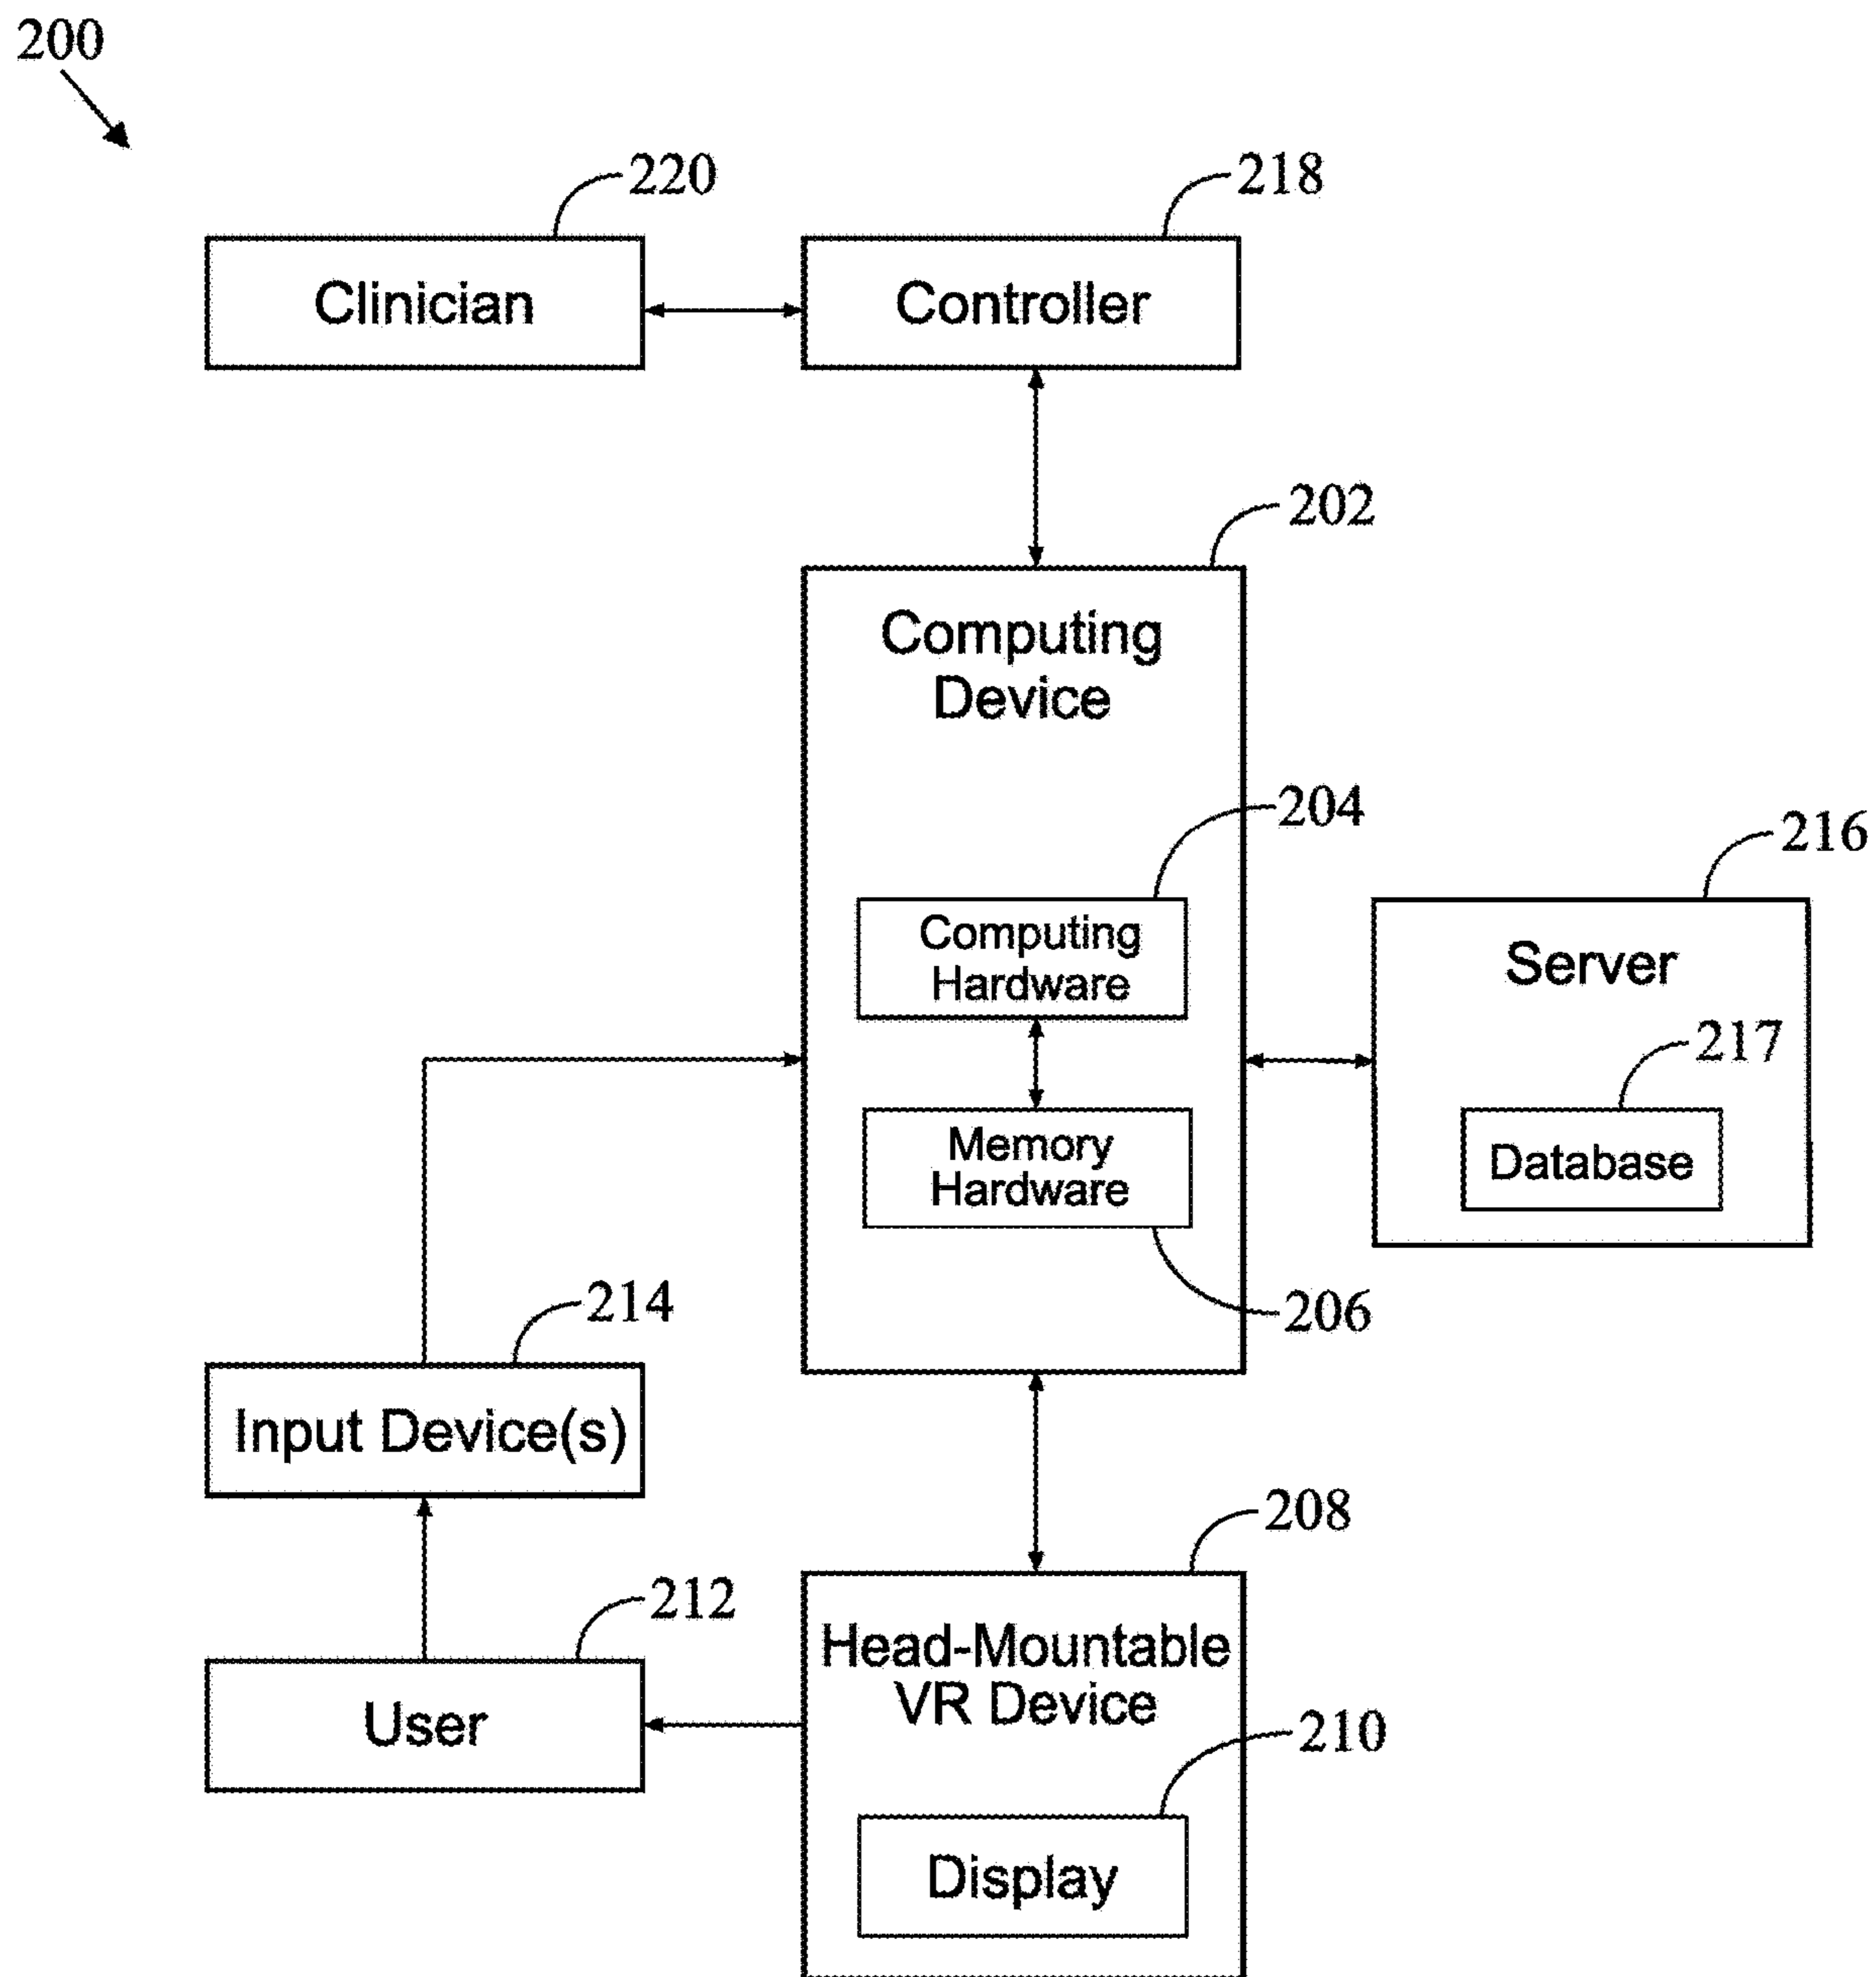 200
220
218
Clinician
Controller
202
Computing
Device
204
216
Computing
Hardware
Server
217
Memory
Hardware
Database
214
206
Input Device(s)
208
212
Head-Mountable
VR Device
User
210
Display